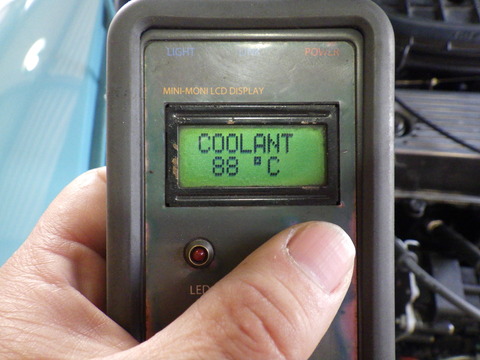 LIGHT POWER
MINI-MONI LCD DISPLAY
COOLANT
88 °C
LED